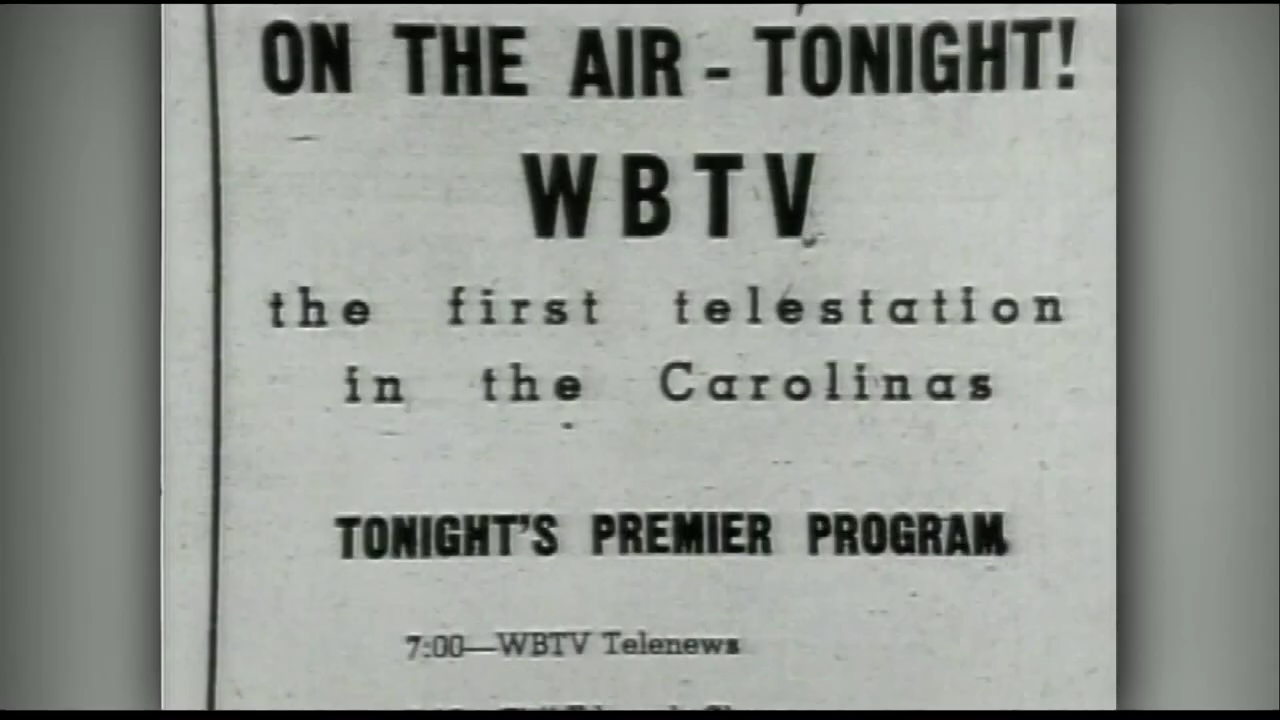 ON THE AIR - TONIGHT!
WBTV
the first telestation
in the Carolinas
TONIGHT'S PREMIER PROGRAM
7:00—WBTV Telenews